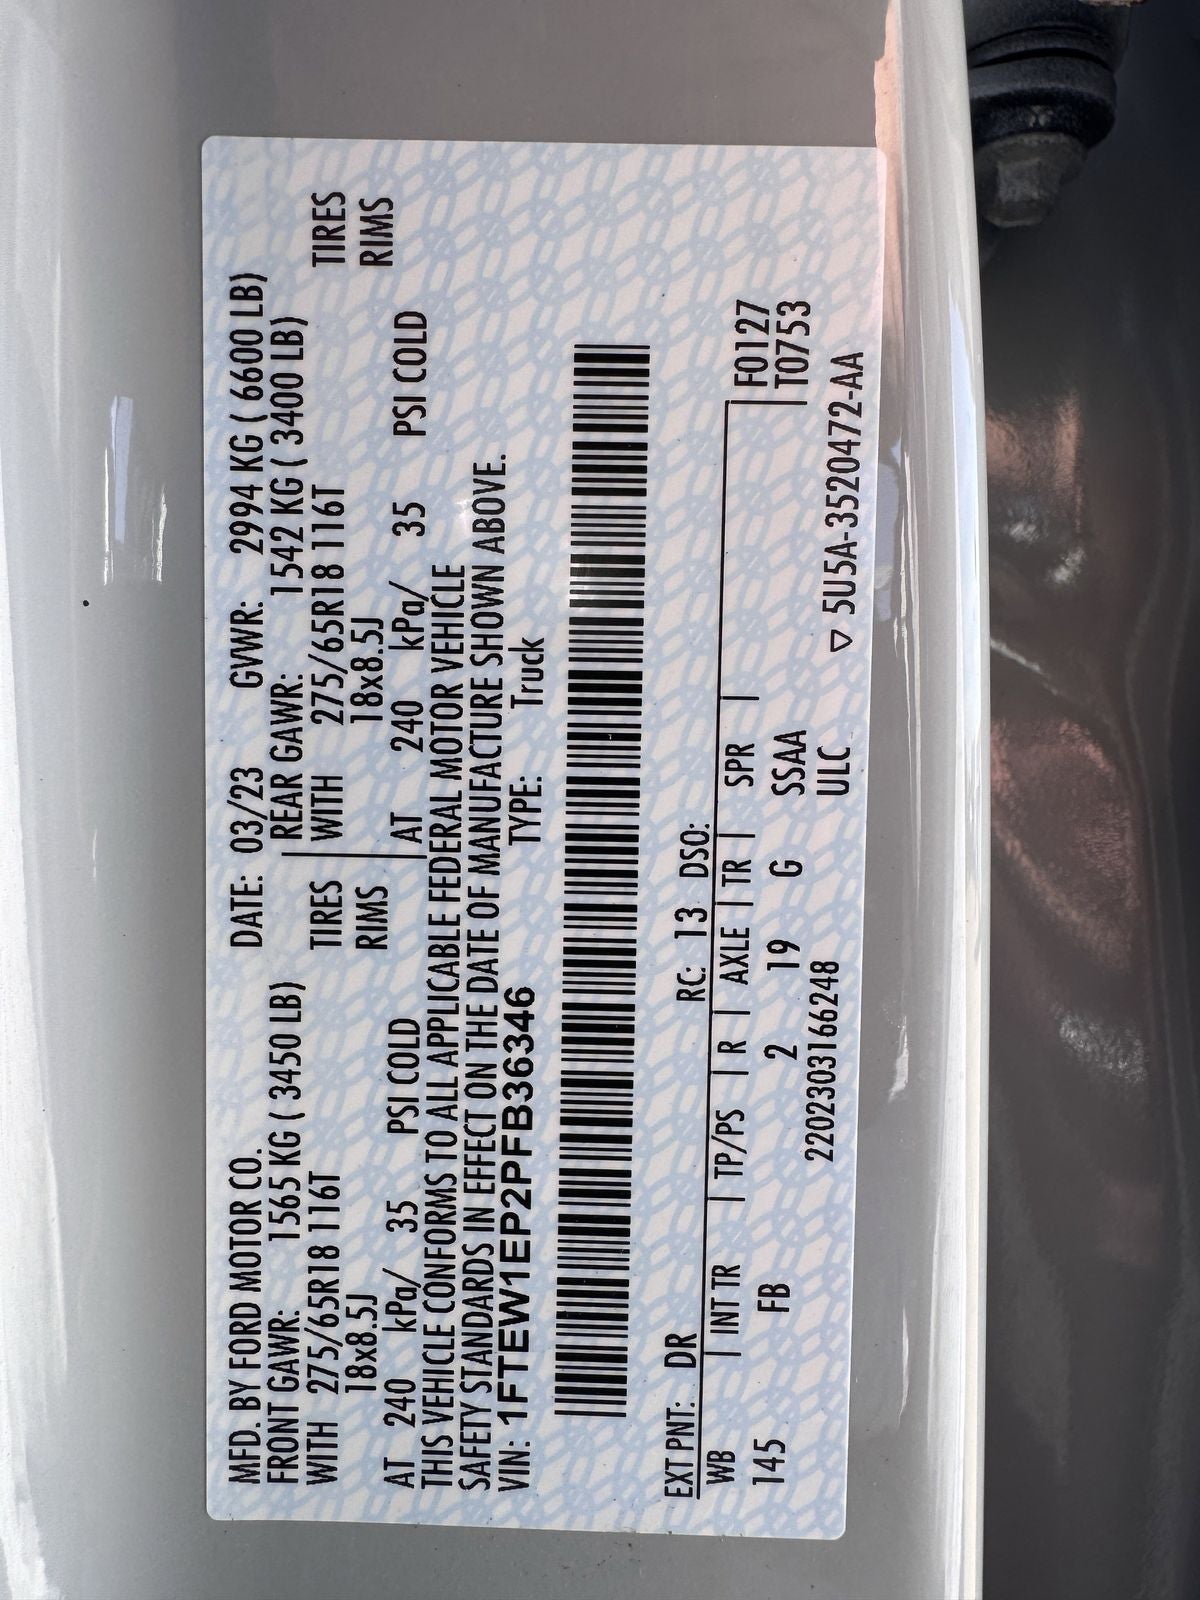 MFD. BY FORD MOTOR CO. DATE: 03/23 GVWR: 2994 KG ( 6600 LB)
FRONT GAWR: 1565 KG ( 3450 LB) REAR GAWR: 1542 KG ( 3400 LB)
WITH 275/65R18 116T TIRES WITH 275/65R18 116T TIRES
18x8.5J RIMS 18x8.5J RIMS
AT 240 kPa/ 35 PSI COLD AT 240 kPa/ 35 PSI COLD
THIS VEHICLE CONFORMS TO ALL APPLICABLE FEDERAL MOTOR VEHICLE
SAFETY STANDARDS IN EFFECT ON THE DATE OF MANUFACTURE SHOWN ABOVE.
VIN: 1FTEW1EP2PFB36346 TYPE: Truck
EXT PNT: DR RC: 13 DSO:
WB | INT TR | TP/PS | R | AXLE | TR | SPR | F0127
145 FB 2 19 G SSAA T0753
220230316624​8 ULC
▽ 5U5A-3520472-AA